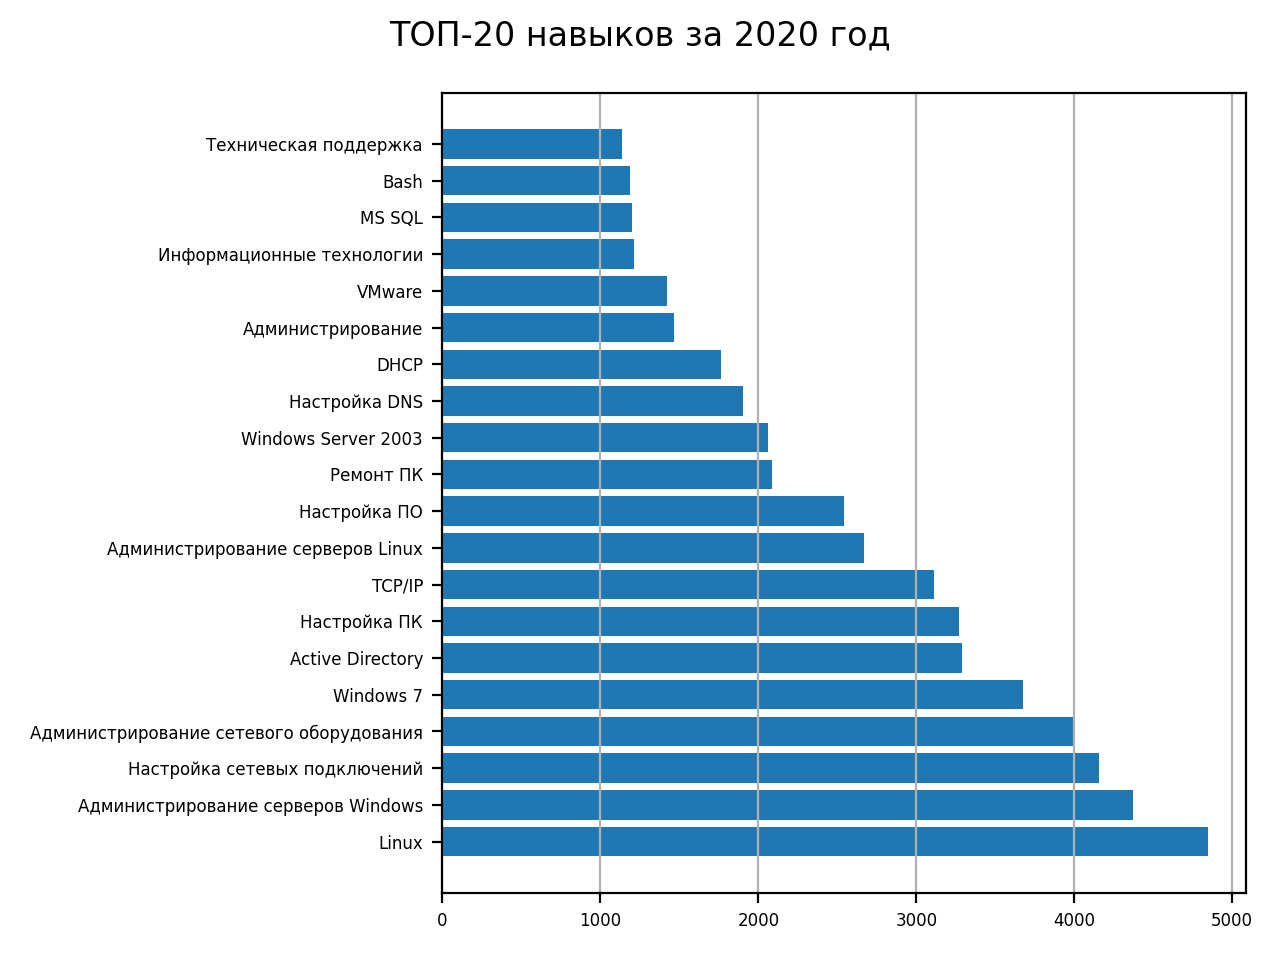 ТОП-20 навыков за 2020 год
Техническая поддержка
Bash
MS SQL
Информационные технологии
VMware
Администрирование
DHCP
Настройка DNS
Windows Server 2003
Ремонт ПК
Настройка ПО
Администрирование серверов Linux
TCP/IP
Настройка ПК
Active Directory
Windows 7
Администрирование сетевого оборудования
Настройка сетевых подключений
Администрирование серверов Windows
Linux
0 1000 2000 3000 4000 5000